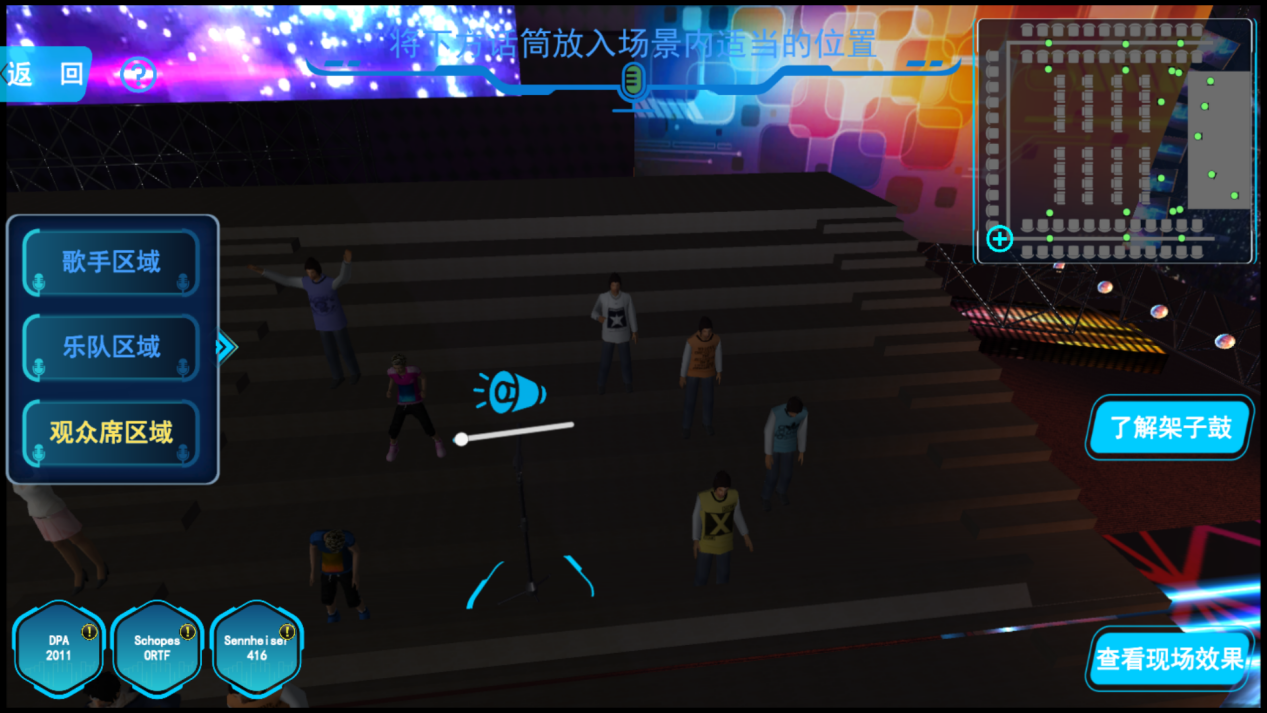 将下方话筒放入场景内适当的位置
返 回
?
歌手区域
乐队区域
观众席区域
了解架子鼓
X
DPA
2011
Schopes
ORTF
Sennheiser
416
查看现场效果